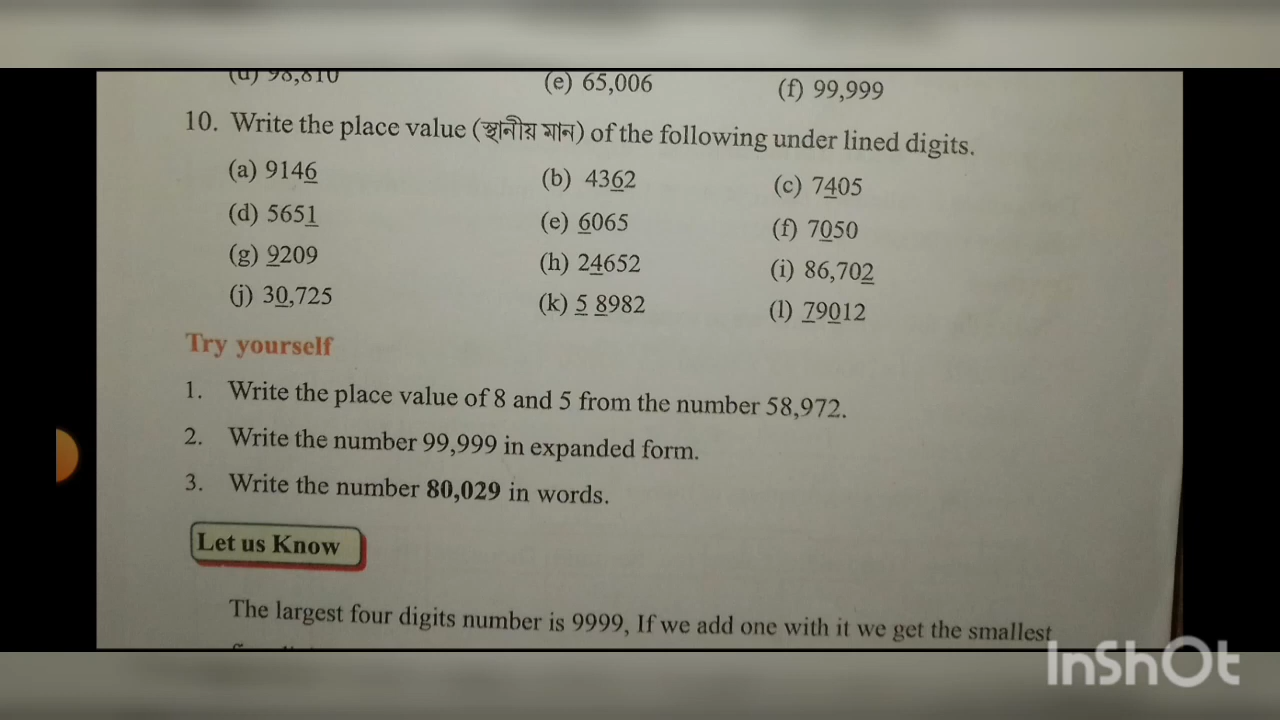 (d) 98,810 (e) 65,006 (f) 99,999
10. Write the place value (স্থানীয় মান) of the following under lined digits.
(a) 9146 (b) 4362 (c) 7405
(d) 5651 (e) 6065 (f) 7050
(g) 9209 (h) 24652 (i) 86,702
(j) 30,725 (k) 5 8982 (l) 79012
Try yourself
1. Write the place value of 8 and 5 from the number 58,972.
2. Write the number 99,999 in expanded form.
3. Write the number 80,029 in words.
Let us Know
The largest four digits number is 9999, If we add one with it we get the smallest
InShOt